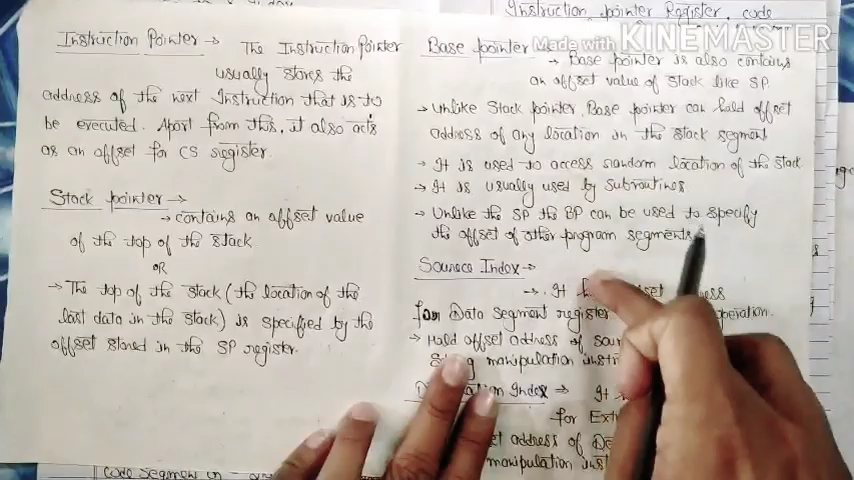 Instruction pointer Register, code
Made with KINEMASTER
Instruction Pointer → The Instruction Pointer
usually stores the
address of the next Instruction that is to
be executed. Apart from this, it also acts
as an offset for CS register.
Stack pointer →
→ contains an offset value
of the top of the stack
OR
→ The top of the stack (the location of the
last data in the stack) is specified by the
offset stored in the SP register.
Base pointer
→ Base pointer is also contains
an offset value of stack like SP.
→ Unlike Stack pointer, Base pointer can hold offset
address of any location in the stack segment
→ It is used to access random location of the stack
→ It is usually used by subroutines
→ Unlike the SP the BP can be used to specify
the offset of other program segments
Source Index →
→ It
for Data Segment register operation.
→ Hold offset address of
manipulation
Index → It
for
address of
manipulation
code segment